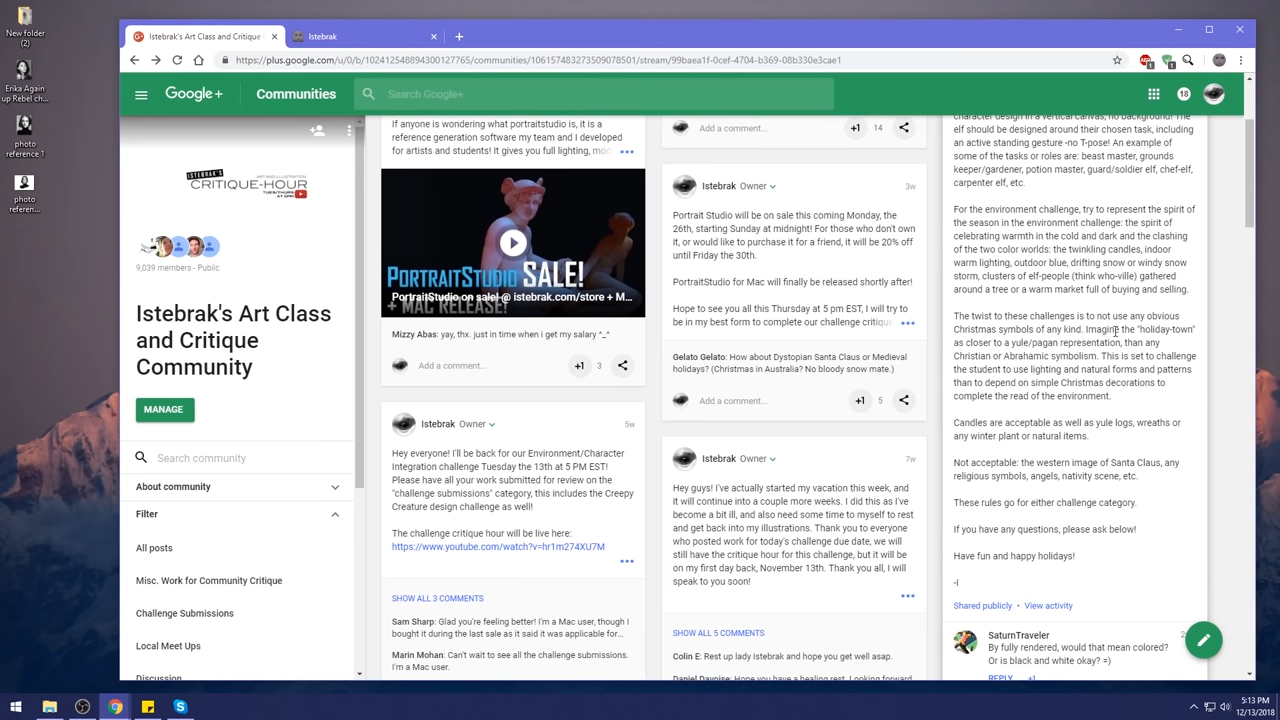 New folder
(2)
Erika Again
up Rebel ch...
photo
reference 1
photo
referen...
Istebrak's Art Class and Critique
Istebrak
https://plus.google.com/u/0/b/102412548894300127760/communities/106157483273509078501/stream/99baea1f-0cef-4704-b369-08b330e3cae1
Google+
Communities
Search Google+
18
ISTEBRAK'S
CRITIQUE-HOUR
9,039 members - Public
Istebrak's Art Class
and Critique
Community
MANAGE
Search community
About community
Filter
All posts
Misc. Work for Community Critique
Challenge Submissions
Local Meet Ups
Discussion
If anyone is wondering what portraitstudio is, it is a
reference generation software my team and I developed
for artists and students! It gives you full lighting, mod
PORTRAITSTUDIO SALE!
+ MAC RELEASE!
PortraitStudio on sale! @ istebrak.com/store + M...
Mizzy Abas: yay, thx. just in time when i get my salary ^_^
Add a comment...
+1 3
Istebrak Owner 5w
Hey everyone! I'll be back for our Environment/Character
Integration challenge Tuesday the 13th at 5 PM EST!
Please have all your work submitted for review on the
"challenge submissions" category, this includes the Creepy
Creature design challenge as well!
The challenge critique hour will be live here:
https://www.youtube.com/watch?v=hr1m274XU7M
SHOW ALL 3 COMMENTS
Sam Sharp: Glad you're feeling better! I'm a Mac user, though I
bought it during the last sale as it said it was applicable for...
Marin Mohan: Can't wait to see all the challenge submissions.
I'm a Mac user.
Add a comment...
+1 14
Istebrak Owner 3w
Portrait Studio will be on sale this coming Monday, the
26th, starting Sunday at midnight! For those who don't own
it, or would like to purchase it for a friend, it will be 20% off
until Friday the 30th.
PortraitStudio for Mac will finally be released shortly after!
Hope to see you all this Thursday at 5 pm EST, I will try to
be in my best form to complete our challenge critique
Gelato Gelato: How about Dystopian Santa Claus or Medieval
holidays? (Christmas in Australia? No bloody snow mate.)
Add a comment...
+1 5
Istebrak Owner 7w
Hey guys! I've actually started my vacation this week, and
it will continue into a couple more weeks. I did this as I've
become a bit ill, and also need some time to myself to rest
and get back into my illustrations. Thank you to everyone
who posted work for today's challenge due date, we will
still have the critique hour for this challenge, but it will be
on my first day back, November 13th. Thank you all, I will
speak to you soon!
SHOW ALL 5 COMMENTS
Colin E: Rest up lady Istebrak and hope you get well asap.
Daniel Davoise: Hope you have a healing rest. Looking forward
character design in a vertical canvas, no background! The
elf should be designed around their chosen task, including
an active standing gesture -no T-pose! An example of
some of the tasks or roles are: beast master, grounds
keeper/gardener, potion master, guard/soldier elf, chef-elf,
carpenter elf, etc.
For the environment challenge, try to represent the spirit of
the season in the environment challenge: the spirit of
celebrating warmth in the cold and dark and the clashing
of the two color worlds: the twinkling candles, indoor
warm lighting, outdoor blue, drifting snow or windy snow
storm, clusters of elf-people (think who-ville) gathered
around a tree or a warm market full of buying and selling.
The twist to these challenges is to not use any obvious
Christmas symbols of any kind. Imagine the "holiday-town"
as closer to a yule/pagan representation, than any
Christian or Abrahamic symbolism. This is set to challenge
the student to use lighting and natural forms and patterns
than to depend on simple Christmas decorations to
complete the read of the environment.
Candles are acceptable as well as yule logs, wreaths or
any winter plant or natural items.
Not acceptable: the western image of Santa Claus, any
religious symbols, angels, nativity scene, etc.
These rules go for either challenge category.
If you have any questions, please ask below!
Have fun and happy holidays!
-I
Shared publicly • View activity
SaturnTraveler
By fully rendered, would that mean colored?
Or is black and white okay? =)
REPLY +1
5:13 PM
12/13/2018